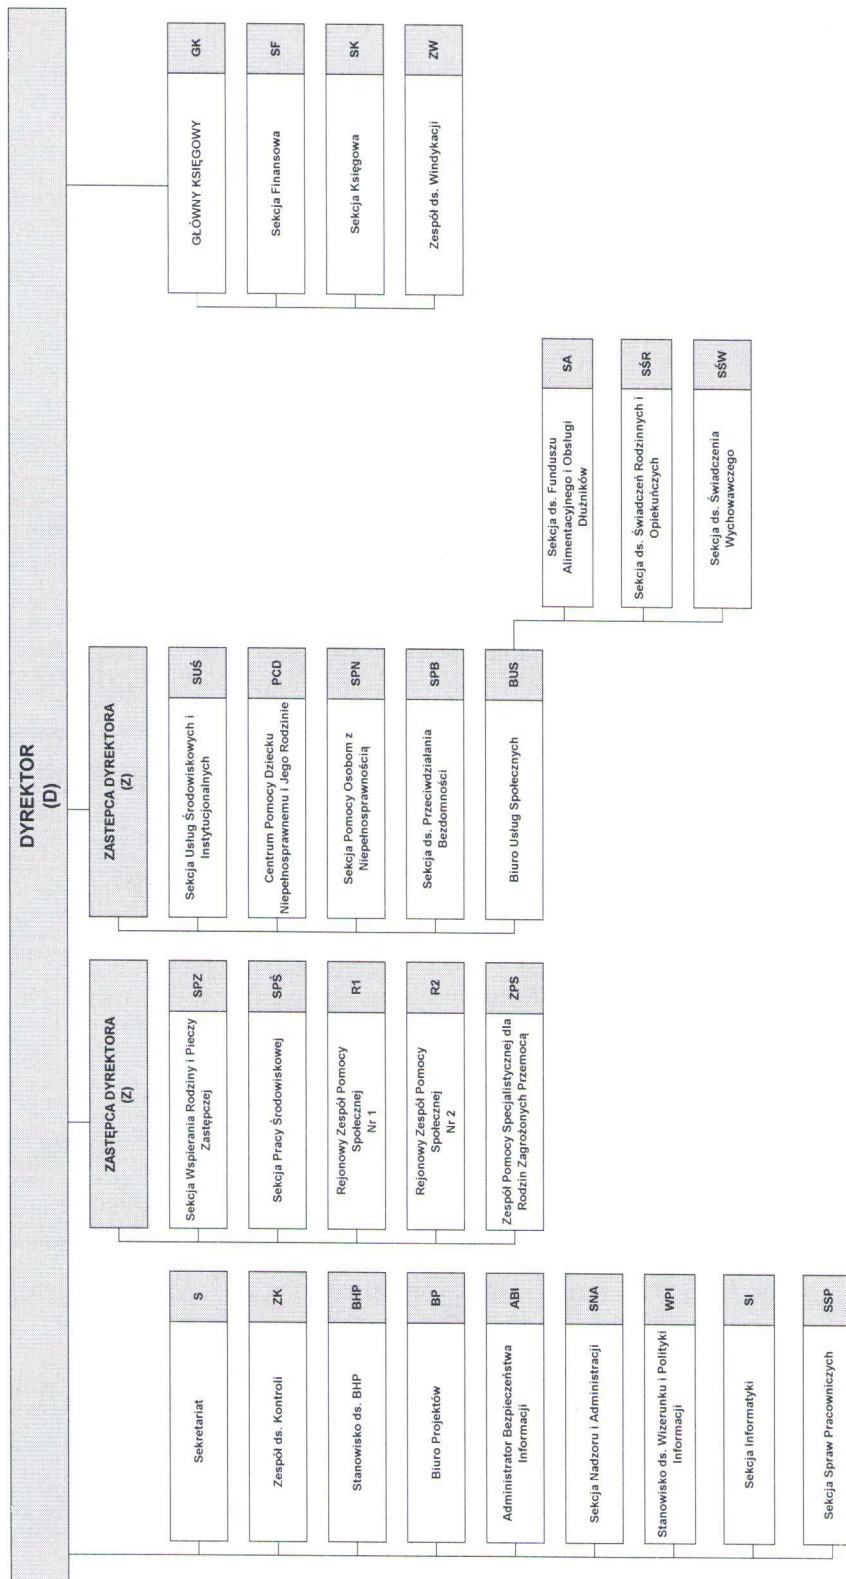 DYREKTOR
(D)
Sekretariat
S
Zespół ds. Kontroli
ZK
Stanowisko ds. BHP
BHP
Biuro Projektów
BP
Administrator Bezpieczeństwa
Informacji
ABI
Sekcja Nadzoru i Administracji
SNA
Stanowisko ds. Wizerunku i Polityki
Informacji
WPI
Sekcja Informatyki
SI
Sekcja Spraw Pracowniczych
SSP
ZASTĘPCA DYREKTORA
(Z)
Sekcja Wspierania Rodziny i Pieczy
Zastępczej
SPZ
Sekcja Pracy Środowiskowej
SPŚ
Rejonowy Zespół Pomocy
Społecznej
Nr 1
R1
Rejonowy Zespół Pomocy
Społecznej
Nr 2
R2
Zespół Pomocy Specjalistycznej dla
Rodzin Zagrożonych Przemocą
ZPS
ZASTEPCA DYREKTORA
(Z)
Sekcja Usług Środowiskowych i
Instytucjonalnych
SUŚ
Centrum Pomocy Dziecku
Niepełnosprawnemu i Jego Rodzinie
PCD
Sekcja Pomocy Osobom z
Niepełnosprawnością
SPN
Sekcja ds. Przeciwdziałania
Bezdomności
SPB
Biuro Usług Społecznych
BUS
Sekcja ds. Funduszu
Alimentacyjnego i Obsługi
Dłużników
SA
Sekcja ds. Świadczeń Rodzinnych i
Opiekuńczych
SŚR
Sekcja ds. Świadczenia
Wychowawczego
SŚW
GŁÓWNY KSIĘGOWY
GK
Sekcja Finansowa
SF
Sekcja Księgowa
SK
Zespół ds. Windykacji
ZW